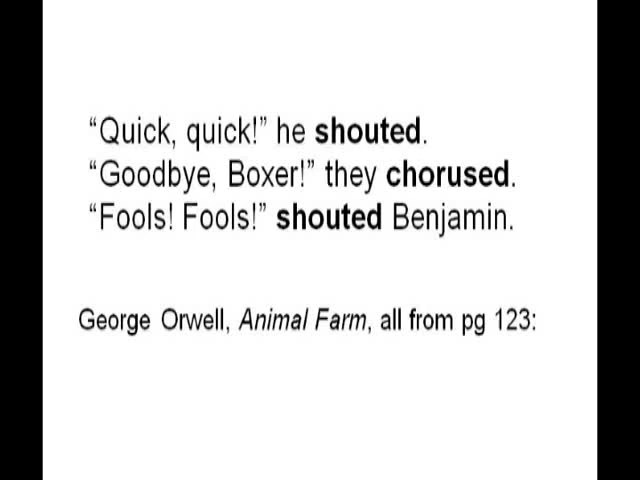 “Quick, quick!” he shouted.
“Goodbye, Boxer!” they chorused.
“Fools! Fools!” shouted Benjamin.
George Orwell, Animal Farm, all from pg 123: